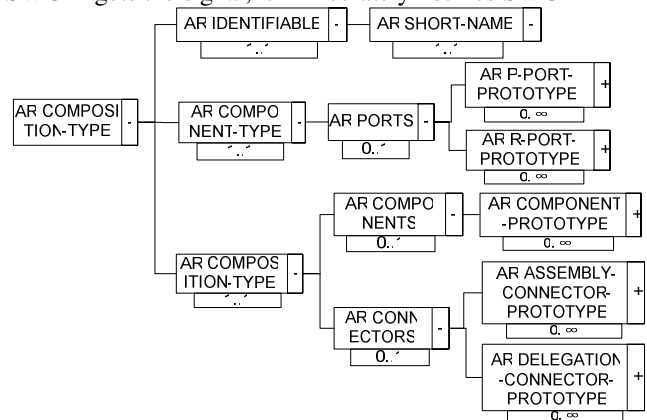 AR IDENTIFIABLE -
AR SHORT-NAME -
AR COMPOSI
TION-TYPE -
AR COMPO
NENT-TYPE -
AR PORTS -
0..
AR P-PORT-
PROTOTYPE +
0. ∞
AR R-PORT-
PROTOTYPE +
0. ∞
AR COMPOS
ITION-TYPE -
AR COMPO
NENTS -
0..
AR COMPONENT
-PROTOTYPE +
0. ∞
AR CONN
ECTORS -
0..
AR ASSEMBLY-
CONNECTOR-
PROTOTYPE +
0. ∞
AR DELEGATION
-CONNECTOR-
PROTOTYPE +
0. ∞